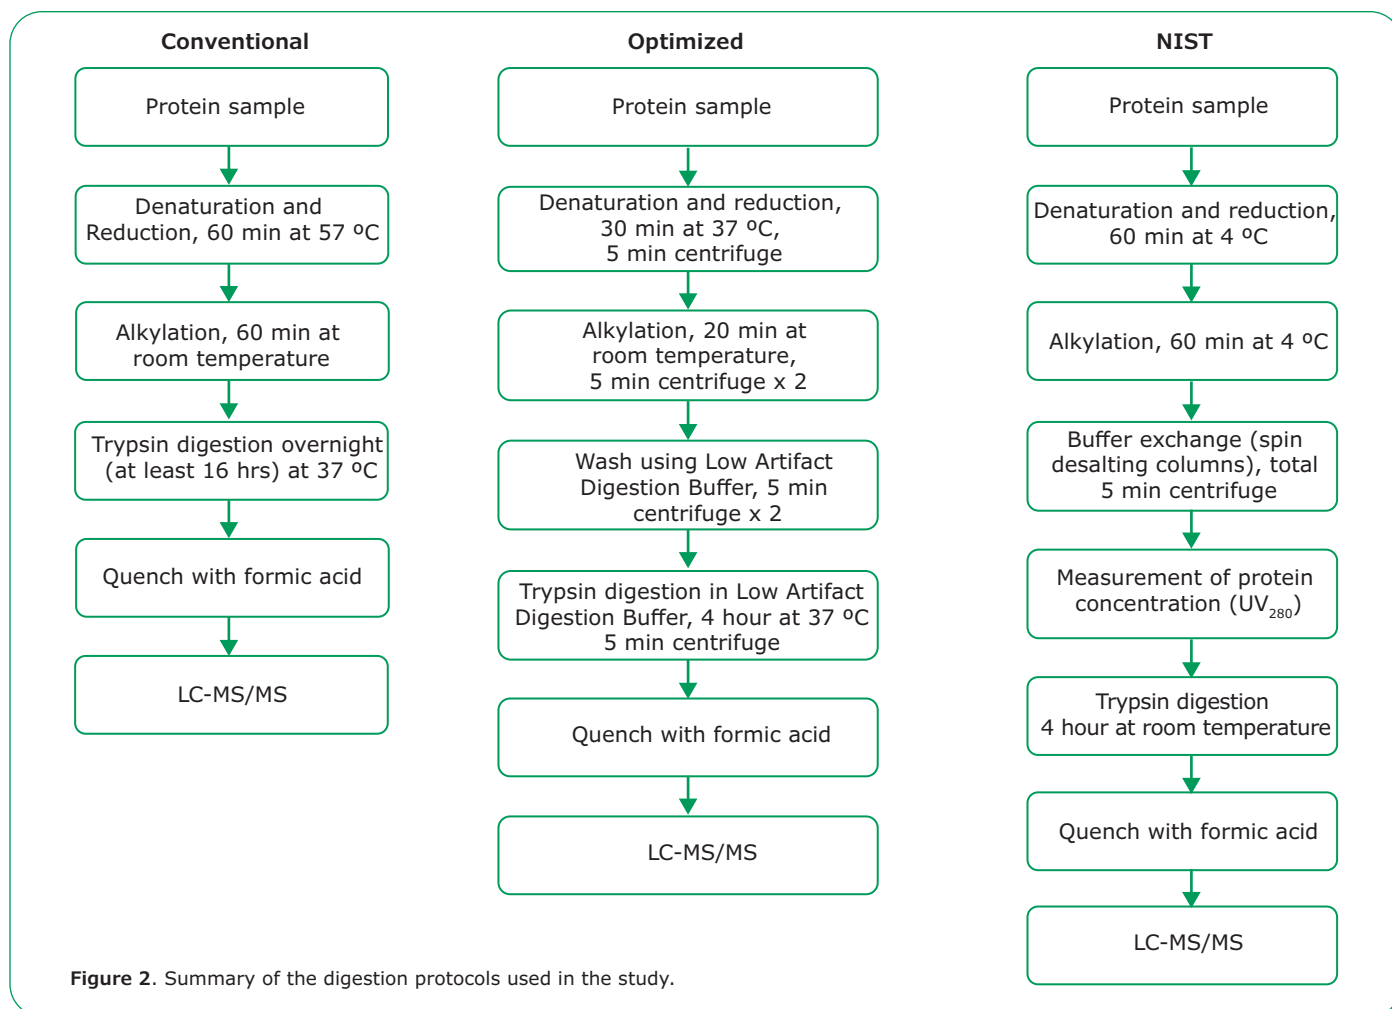 Conventional
Protein sample
Denaturation and
Reduction, 60 min at 57 ºC
Alkylation, 60 min at
room temperature
Trypsin digestion overnight
(at least 16 hrs) at 37 ºC
Quench with formic acid
LC-MS/MS
Optimized
Protein sample
Denaturation and reduction,
30 min at 37 ºC,
5 min centrifuge
Alkylation, 20 min at
room temperature,
5 min centrifuge x 2
Wash using Low Artifact
Digestion Buffer, 5 min
centrifuge x 2
Trypsin digestion in Low Artifact
Digestion Buffer, 4 hour at 37 ºC
5 min centrifuge
Quench with formic acid
LC-MS/MS
NIST
Protein sample
Denaturation and reduction,
60 min at 4 ºC
Alkylation, 60 min at 4 ºC
Buffer exchange (spin
desalting columns), total
5 min centrifuge
Measurement of protein
concentration (UV280)
Trypsin digestion
4 hour at room temperature
Quench with formic acid
LC-MS/MS
Figure 2. Summary of the digestion protocols used in the study.